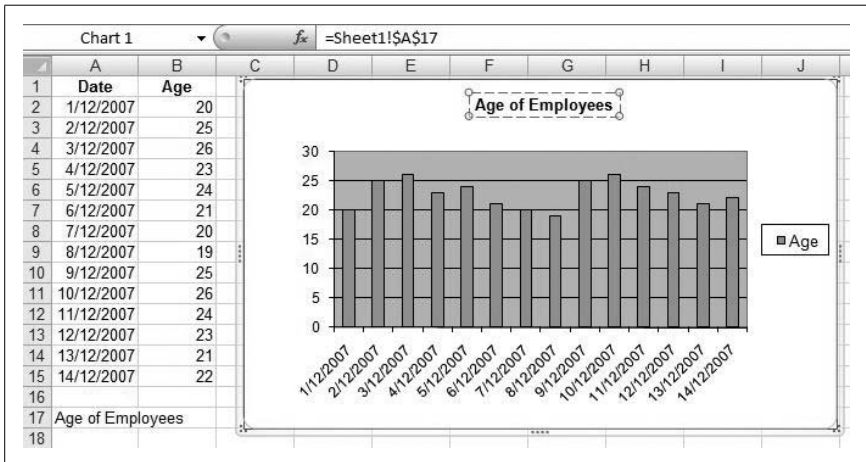 Chart 1 fx =Sheet1!$A$17
A B C D E F G H I J
1 Date Age
2 1/12/2007 20
3 2/12/2007 25
4 3/12/2007 26
5 4/12/2007 23
6 5/12/2007 24
7 6/12/2007 21
8 7/12/2007 20
9 8/12/2007 19
10 9/12/2007 25
11 10/12/2007 26
12 11/12/2007 24
13 12/12/2007 23
14 13/12/2007 21
15 14/12/2007 22
16
17 Age of Employees
18
Age of Employees
30
25
20
15
10
5
0
1/12/2007
2/12/2007
3/12/2007
4/12/2007
5/12/2007
6/12/2007
7/12/2007
8/12/2007
9/12/2007
10/12/2007
11/12/2007
12/12/2007
13/12/2007
14/12/2007
Age